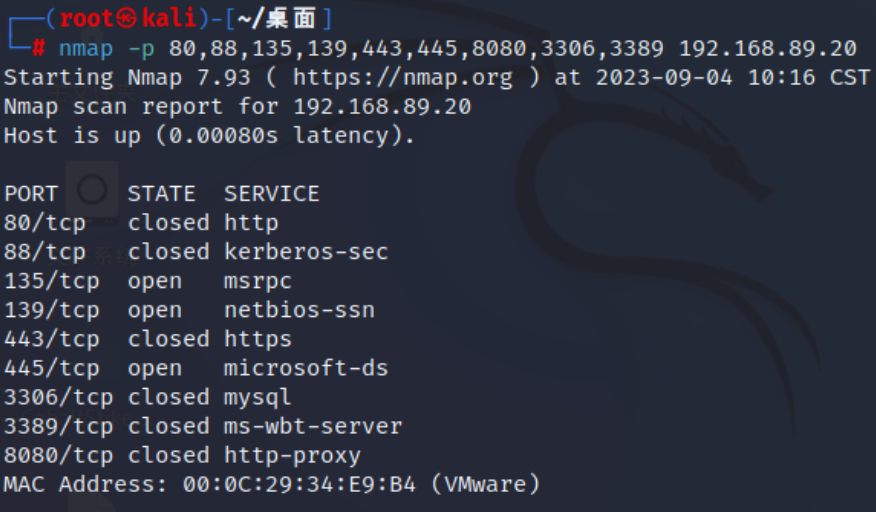 ┌──(root㉿kali)-[~/桌面]
└─# nmap -p 80,88,135,139,443,445,8080,3306,3389 192.168.89.20
Starting Nmap 7.93 ( https://nmap.org ) at 2023-09-04 10:16 CST
Nmap scan report for 192.168.89.20
Host is up (0.00080s latency).
PORT STATE SERVICE
80/tcp closed http
88/tcp closed kerberos-sec
135/tcp open msrpc
139/tcp open netbios-ssn
443/tcp closed https
445/tcp open microsoft-ds
3306/tcp closed mysql
3389/tcp closed ms-wbt-server
8080/tcp closed http-proxy
MAC Address: 00:0C:29:34:E9:B4 (VMware)